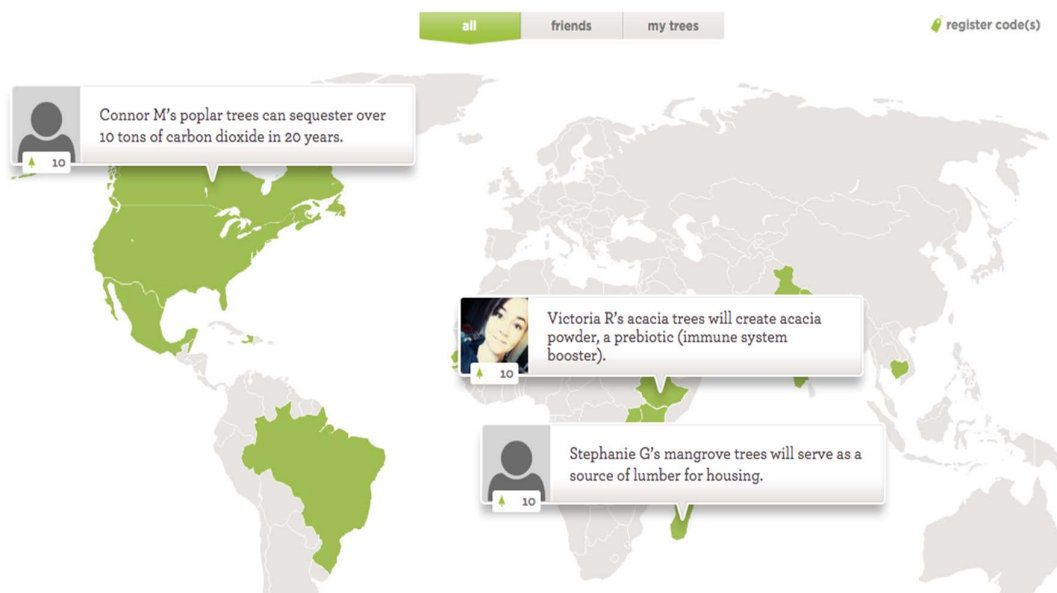 all friends my trees register code(s)
Connor M's poplar trees can sequester over
10 tons of carbon dioxide in 20 years.
10
Victoria R's acacia trees will create acacia
powder, a prebiotic (immune system
booster).
10
Stephanie G's mangrove trees will serve as a
source of lumber for housing.
10